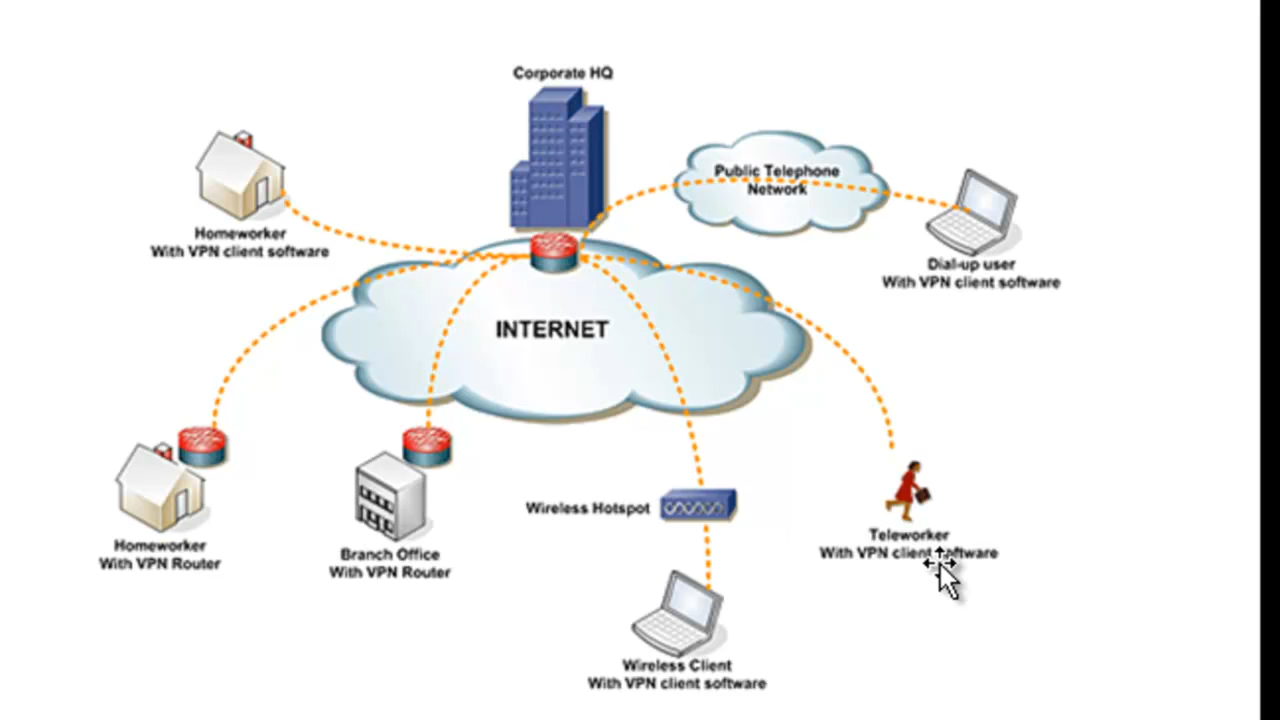 Corporate HQ
Public Telephone
Network
Homeworker
With VPN client software
Dial-up user
With VPN client software
INTERNET
Wireless Hotspot
Teleworker
With VPN client software
Homeworker
With VPN Router
Branch Office
With VPN Router
Wireless Client
With VPN client software